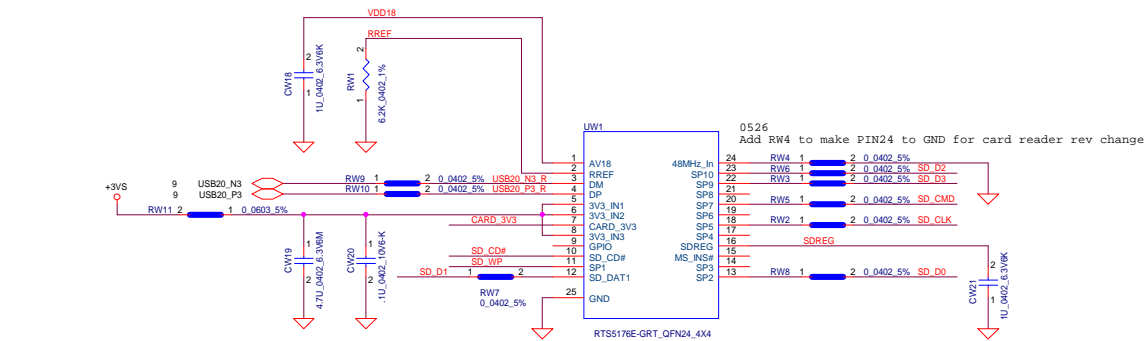 VDD18
RREF
CW18
2
1
1U_0402_6.3V6K
RW1
2
1
6.2K_0402_1%
0526
Add RW4 to make PIN24 to GND for card reader rev change
UW1
1 AV18 48MHz_In 24 RW4 1 2 0_0402_5%
2 RREF SP10 23 RW6 1 2 0_0402_5% SD_D2
9 USB20_N3 RW9 1 2 0_0402_5% USB20_N3_R 3 DM SP9 22 RW3 1 2 0_0402_5% SD_D3
9 USB20_P3 RW10 1 2 0_0402_5% USB20_P3_R 4 DP SP8 21
+3VS
5 3V3_IN1 SP7 20 RW5 1 2 0_0402_5% SD_CMD
RW11 2 1 0_0603_5% 6 3V3_IN2 SP6 19
CARD_3V3 7 CARD_3V3 SP5 18 RW2 1 2 0_0402_5% SD_CLK
8 3V3_IN3 SP4 17
9 GPIO SDREG 16 SDREG
SD_CD# 10 SD_CD# MS_INS# 15
SD_WP 11 SP1 SP3 14
SD_D1 1 2 12 SD_DAT1 SP2 13 RW8 1 2 0_0402_5% SD_D0
RW7
0_0402_5%
25 GND
CW19
1
2
4.7U_0402_6.3V6M
CW20
1
2
.1U_0402_10V6-K
CW21
2
1
1U_0402_6.3V6K
RTS5176E-GRT_QFN24_4X4